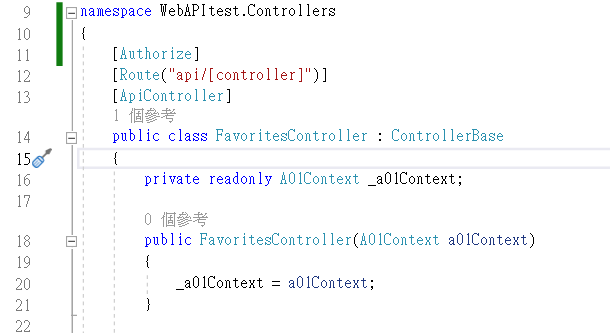 9 namespace WebAPItest.Controllers
10 {
11 [Authorize]
12 [Route("api/[controller]")]
13 [ApiController]
1 個參考
14 public class FavoritesController : ControllerBase
15 {
16 private readonly A01Context _a01Context;
17
0 個參考
18 public FavoritesController(A01Context a01Context)
19 {
20 _a01Context = a01Context;
21 }
22